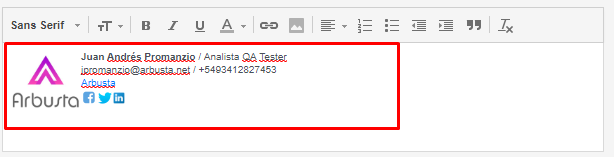 Sans Serif
Juan Andrés Promanzio / Analista QA Tester
jpromanzio@arbusta.net / +5493412827453
Arbusta
Arbusta